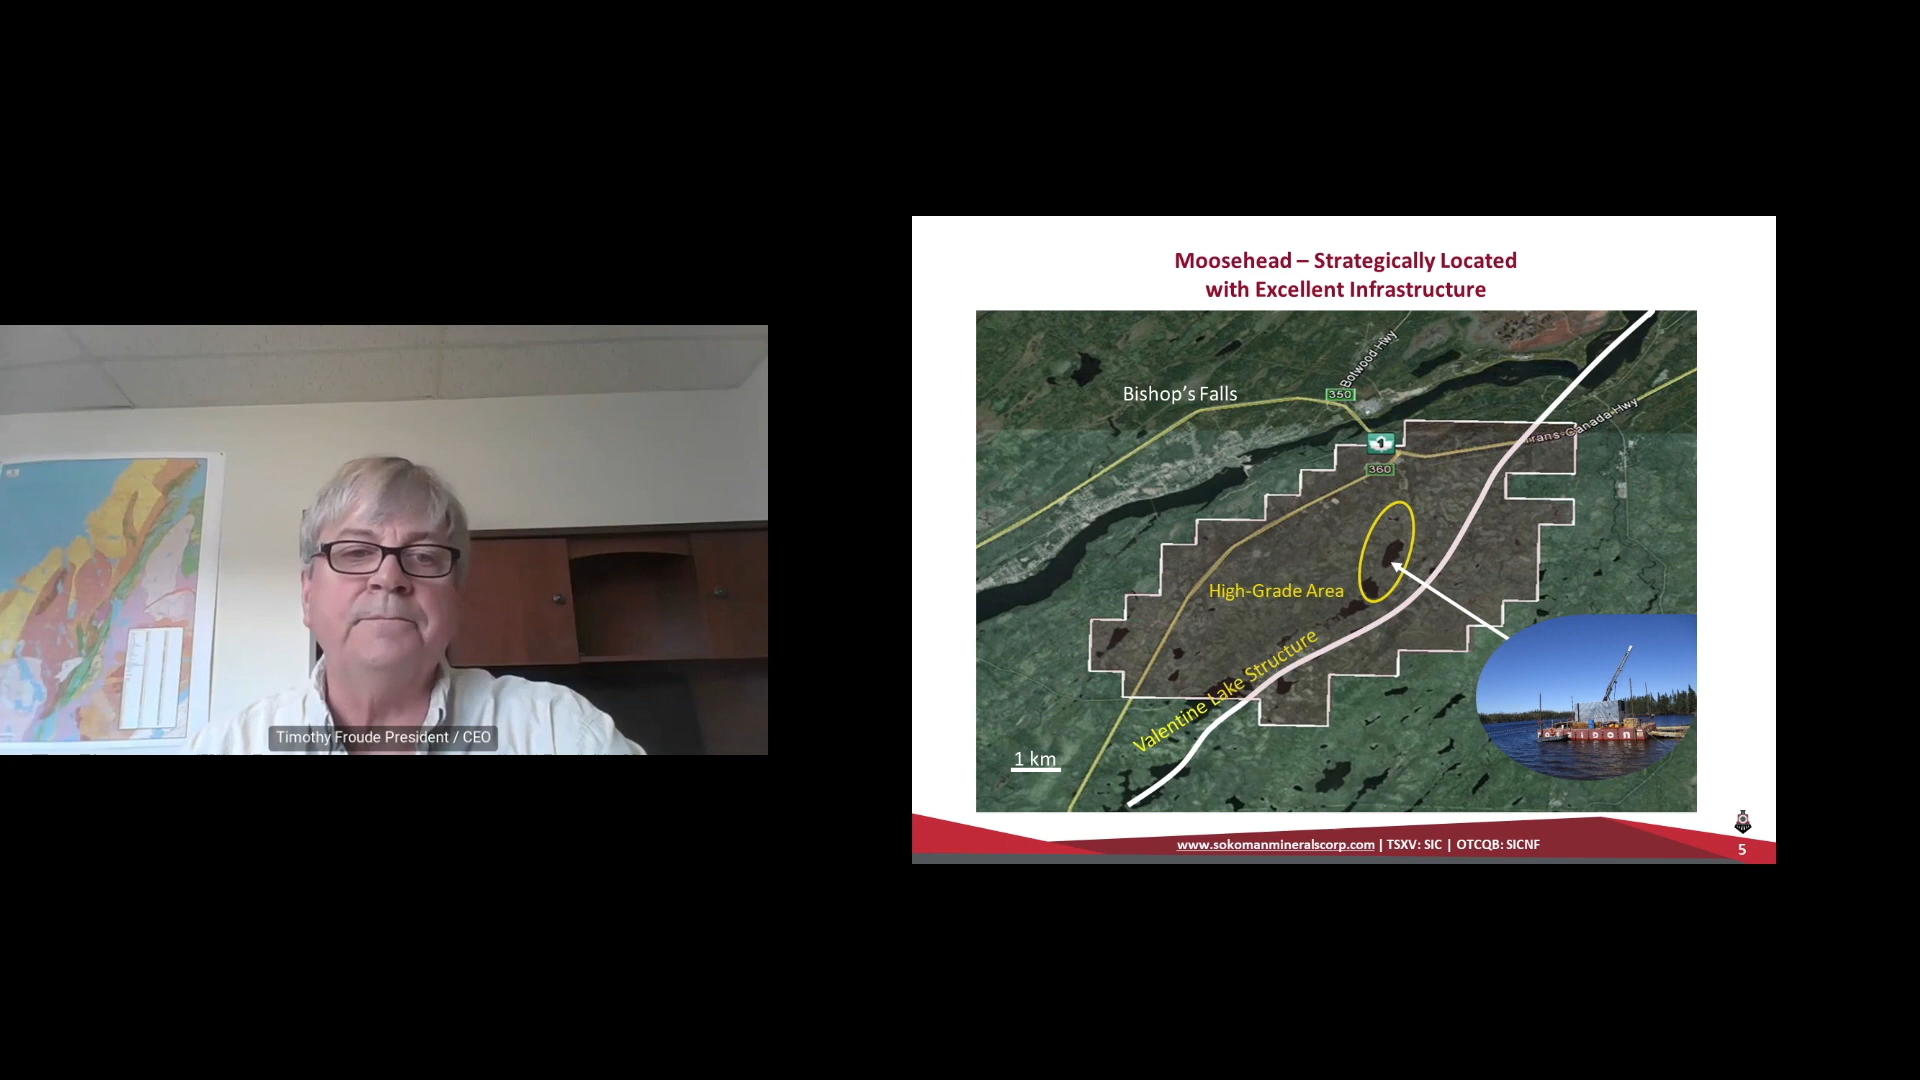 Timothy Froude President / CEO
Moosehead – Strategically Located
with Excellent Infrastructure
Botwood Hwy
Bishop's Falls
350
Trans-Canada Hwy
1
360
High-Grade Area
Valentine Lake Structure
1 km
www.sokomanmineralscorp.com | TSXV: SIC | OTCQB: SICNF
5